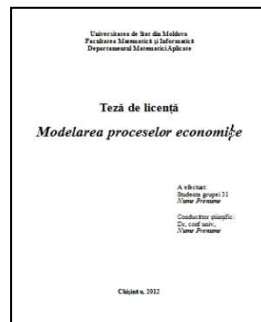 Universitatea de Stat din Moldova
Facultatea Matematică și Informatică
Departamentul Matematici Aplicate
Teză de licență
Modelarea proceselor economice
A efectuat:
Studenta grupei 31
Nume Prenume
Conducător științific:
Dr., conf univ.,
Nume Prenume
Chișinău, 2012